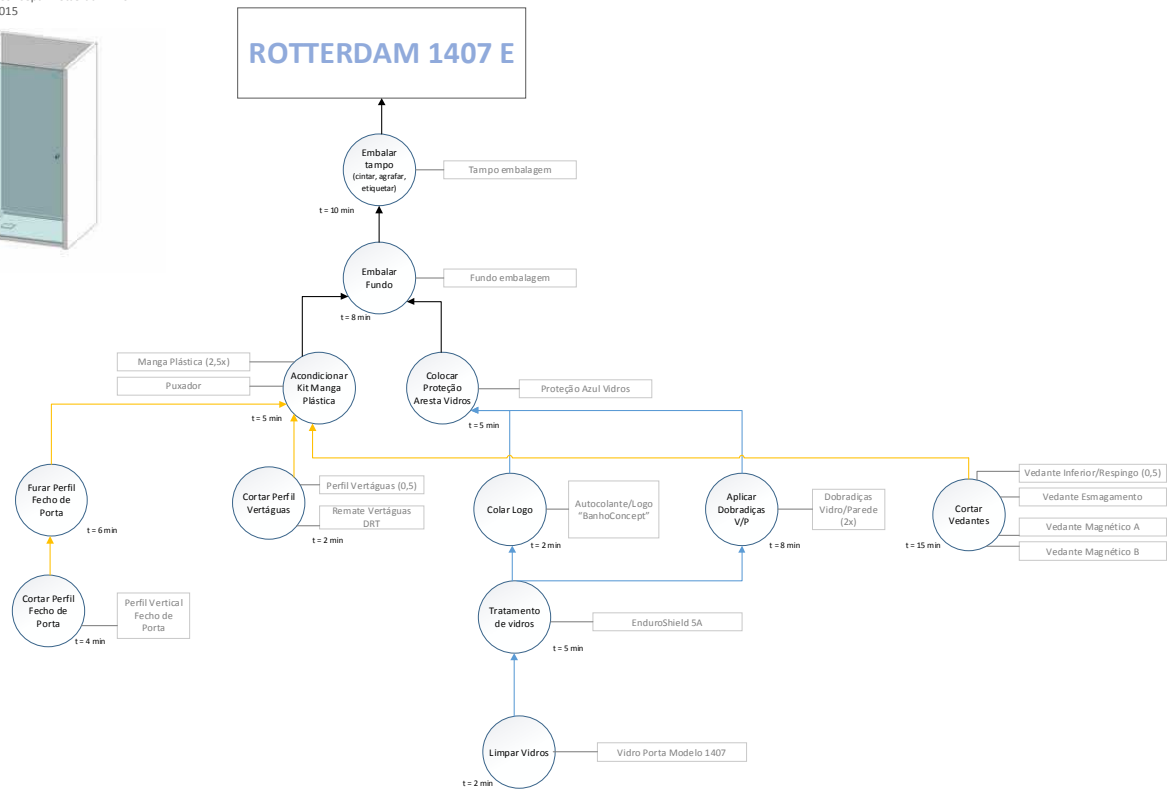 015
ROTTERDAM 1407 E
Embalar
tampo
(cintar, agrafar,
etiquetar)
Tampo embalagem
t = 10 min
Embalar
Fundo
Fundo embalagem
t = 8 min
Manga Plástica (2,5x)
Puxador
Acondicionar
Kit Manga
Plástica
t = 5 min
Colocar
Proteção
Aresta Vidros
Proteção Azul Vidros
t = 5 min
Furar Perfil
Fecho de
Porta
t = 6 min
Cortar Perfil
Vertáguas
Perfil Vertáguas (0,5)
Remate Vertáguas
DRT
t = 2 min
Colar Logo
Autocolante/Logo
"BanhoConcept"
t = 2 min
Aplicar
Dobradiças
V/P
Dobradiças
Vidro/Parede
(2x)
t = 8 min
Cortar
Vedantes
Vedante Inferior/Respingo (0,5)
Vedante Esmagamento
Vedante Magnético A
Vedante Magnético B
t = 15 min
Cortar Perfil
Fecho de
Porta
Perfil Vertical
Fecho de
Porta
t = 4 min
Tratamento
de vidros
EnduroShield 5A
t = 5 min
Limpar Vidros
Vidro Porta Modelo 1407
t = 2 min